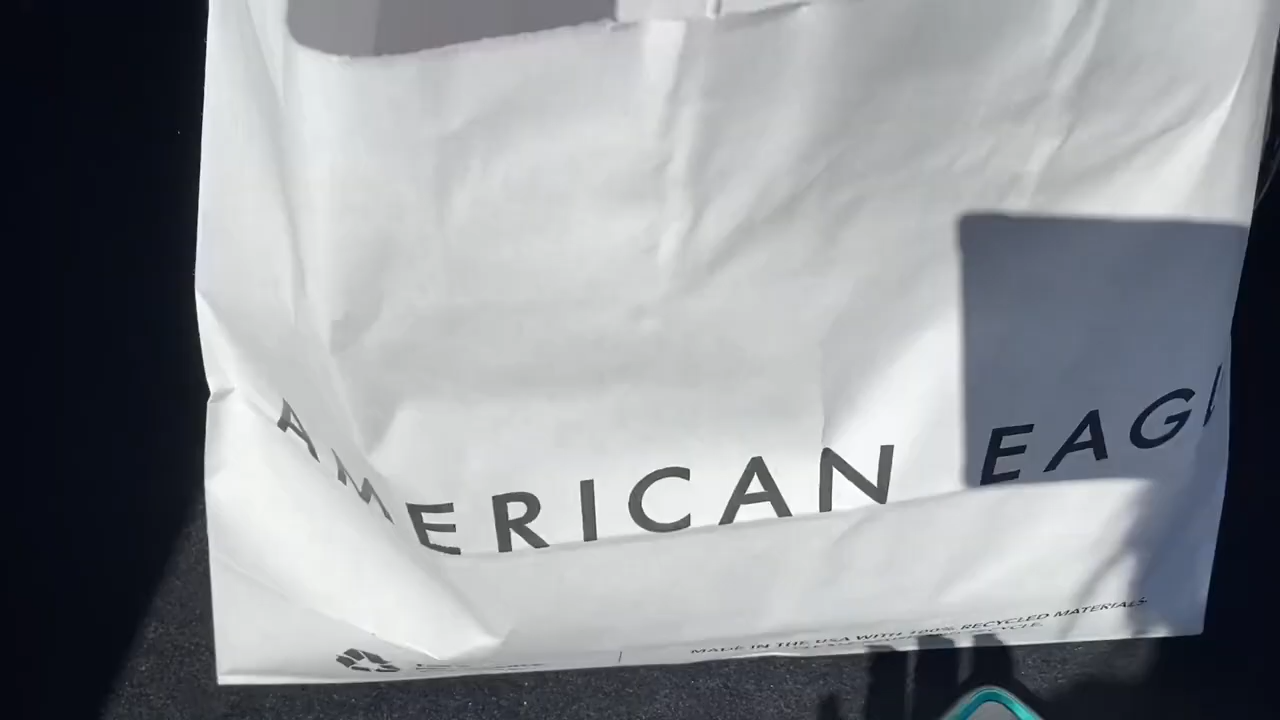 AMERICAN EAGL
MADE IN THE USA WITH 100% RECYCLED MATERIALS